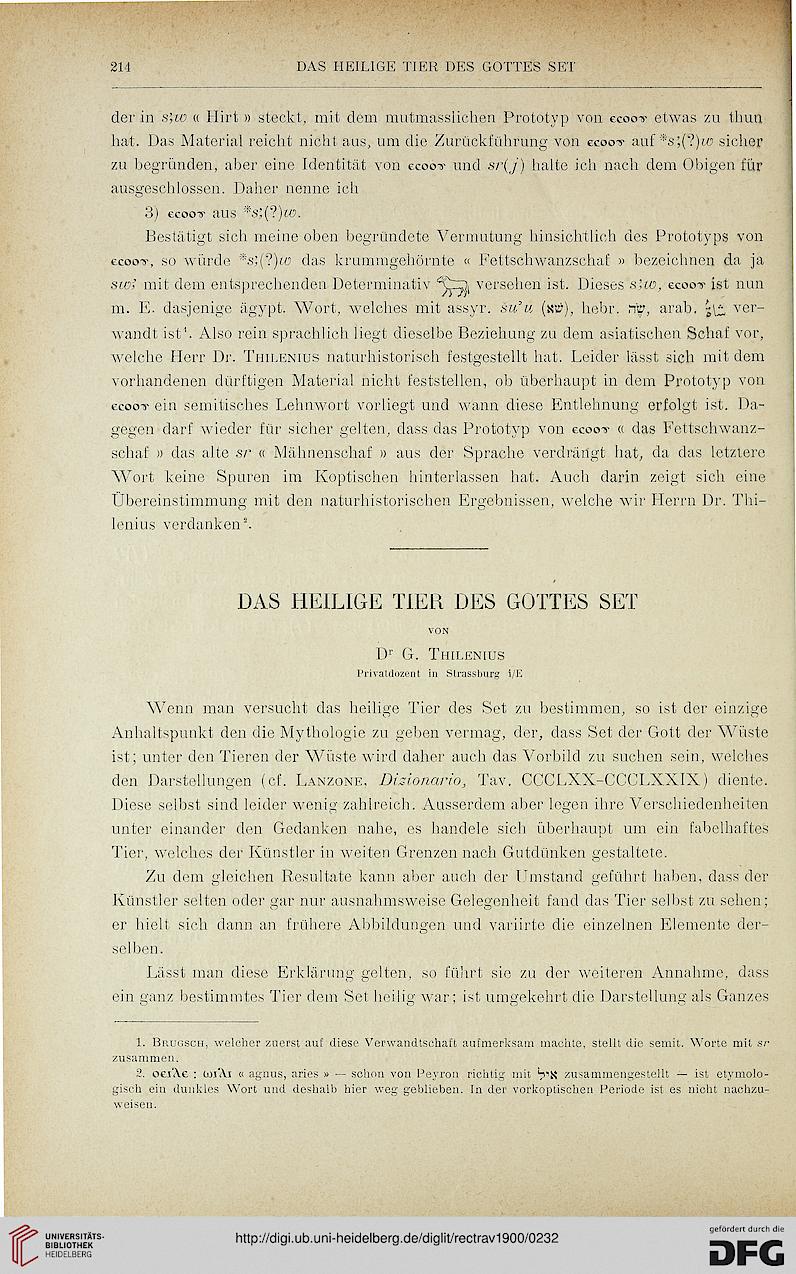 214 DAS HEILIGE TIER DES GOTTES SET
der in s;w « Hirt » steckt, mit dem mutmasslichen Prototyp von ⲉⲥⲟⲟⲩ etwas zu thun
hat. Das Material reicht nicht aus, um die Zurückführung von ⲉⲥⲟⲟⲩ auf *s;(?)w sicher
zu begründen, aber eine Identität von ⲉⲥⲟⲟⲩ und sr(j) halte ich nach dem Obigen für
ausgeschlossen. Daher nenne ich
3) ⲉⲥⲟⲟⲩ aus *s;(?)w.
Bestätigt sich meine oben begründete Vermutung hinsichtlich des Prototyps von
ⲉⲥⲟⲟⲩ, so würde *s;(?)w das krummgehörnte « Fettschwanzschaf » bezeichnen da ja
sw; mit dem entsprechenden Determinativ versehen ist. Dieses s;w, ⲉⲥⲟⲟⲩ ist nun
m. E. dasjenige ägypt. Wort, welches mit assyr. šu’u (שׁא), hebr. שֶׂה, arab. شاة ver-
wandt ist¹. Also rein sprachlich liegt dieselbe Beziehung zu dem asiatischen Schaf vor,
welche Herr Dr. THILENIUS naturhistorisch festgestellt hat. Leider lässt sich mit dem
vorhandenen dürftigen Material nicht feststellen, ob überhaupt in dem Prototyp von
ⲉⲥⲟⲟⲩ ein semitisches Lehnwort vorliegt und wann diese Entlehnung erfolgt ist. Da-
gegen darf wieder für sicher gelten, dass das Prototyp von ⲉⲥⲟⲟⲩ « das Fettschwanz-
schaf » das alte sr « Mähnenschaf » aus der Sprache verdrängt hat, da das letztere
Wort keine Spuren im Koptischen hinterlassen hat. Auch darin zeigt sich eine
Übereinstimmung mit den naturhistorischen Ergebnissen, welche wir Herrn Dr. Thi-
lenius verdanken².
DAS HEILIGE TIER DES GOTTES SET
VON
Dʳ G. THILENIUS
Privatdozent in Strassburg i/E
Wenn man versucht das heilige Tier des Set zu bestimmen, so ist der einzige
Anhaltspunkt den die Mythologie zu geben vermag, der, dass Set der Gott der Wüste
ist; unter den Tieren der Wüste wird daher auch das Vorbild zu suchen sein, welches
den Darstellungen (cf. LANZONE, Dizionario, Tav. CCCLXX-CCCLXXIX) diente.
Diese selbst sind leider wenig zahlreich. Ausserdem aber legen ihre Verschiedenheiten
unter einander den Gedanken nahe, es handele sich überhaupt um ein fabelhaftes
Tier, welches der Künstler in weiten Grenzen nach Gutdünken gestaltete.
Zu dem gleichen Resultate kann aber auch der Umstand geführt haben, dass der
Künstler selten oder gar nur ausnahmsweise Gelegenheit fand das Tier selbst zu sehen;
er hielt sich dann an frühere Abbildungen und variirte die einzelnen Elemente der-
selben.
Lässt man diese Erklärung gelten, so führt sie zu der weiteren Annahme, dass
ein ganz bestimmtes Tier dem Set heilig war; ist umgekehrt die Darstellung als Ganzes
1. BRUGSCH, welcher zuerst auf diese Verwandtschaft aufmerksam machte, stellt die semit. Worte mit sr
zusammen.
2. ⲟⲉⲓⲗⲉ : ⲱⲓⲗⲓ « agnus, aries » — schon von Peyron richtig mit איל zusammengestellt — ist etymolo-
gisch ein dunkles Wort und deshalb hier weg geblieben. In der vorkoptischen Periode ist es nicht nachzu-
weisen.
UNIVERSITÄTS-
BIBLIOTHEK
HEIDELBERG
http://digi.ub.uni-heidelberg.de/diglit/rectrav1900/0232
gefördert durch die
DFG